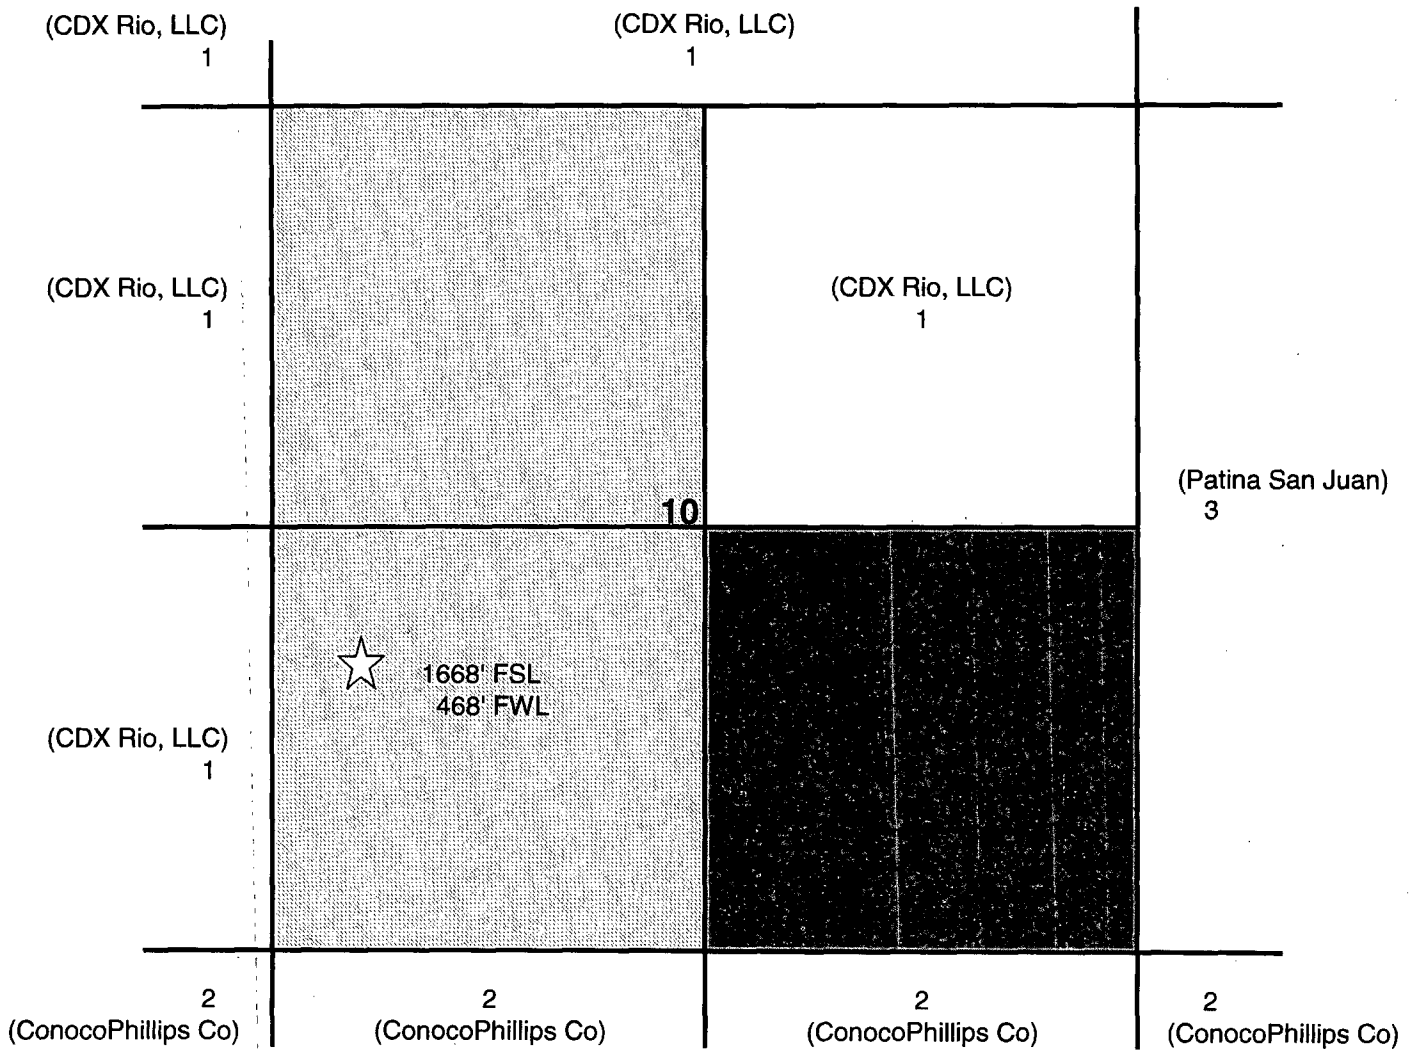 (CDX Rio, LLC)
1
(CDX Rio, LLC)
1
(CDX Rio, LLC)
1
(CDX Rio, LLC)
1
(Patina San Juan)
3
10
1668' FSL
468' FWL
(CDX Rio, LLC)
1
2
(ConocoPhillips Co)
2
(ConocoPhillips Co)
2
(ConocoPhillips Co)
2
(ConocoPhillips Co)